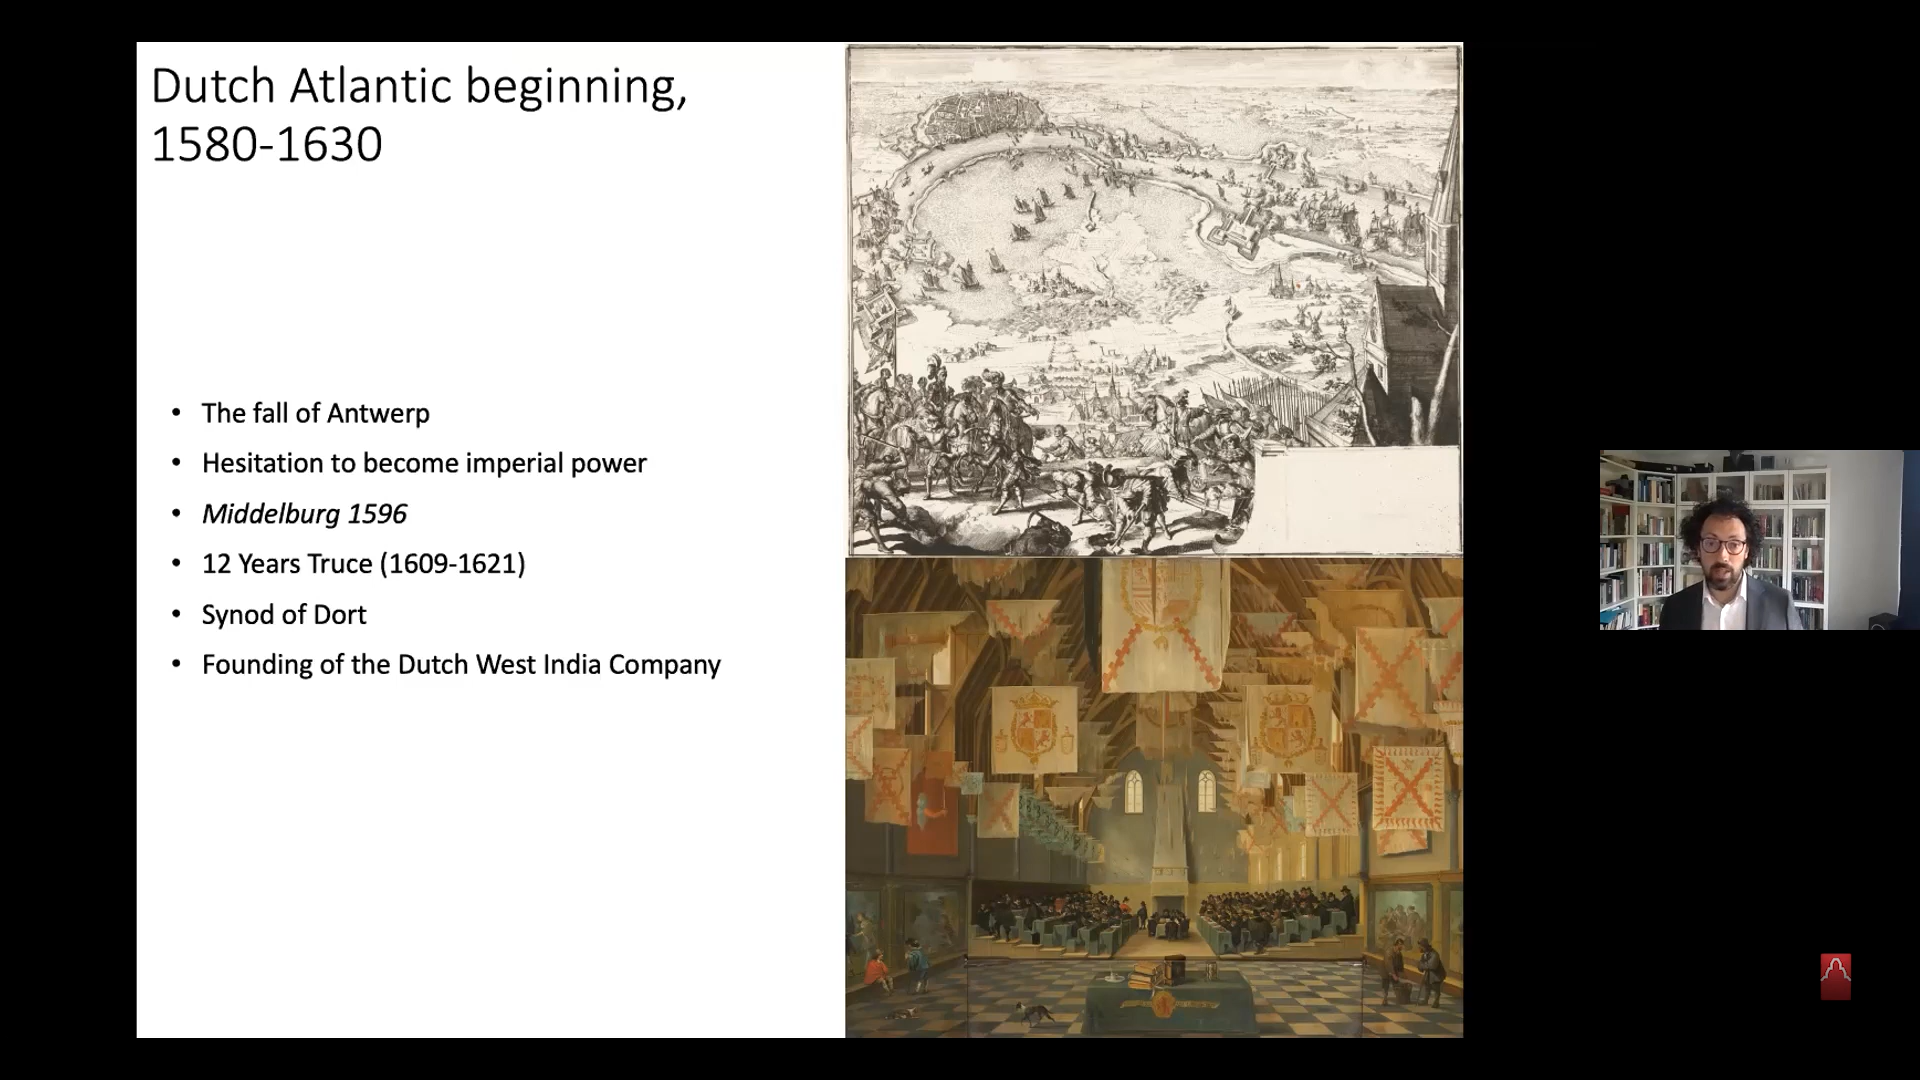 Dutch Atlantic beginning,
1580-1630
• The fall of Antwerp
• Hesitation to become imperial power
• Middelburg 1596
• 12 Years Truce (1609-1621)
• Synod of Dort
• Founding of the Dutch West India Company